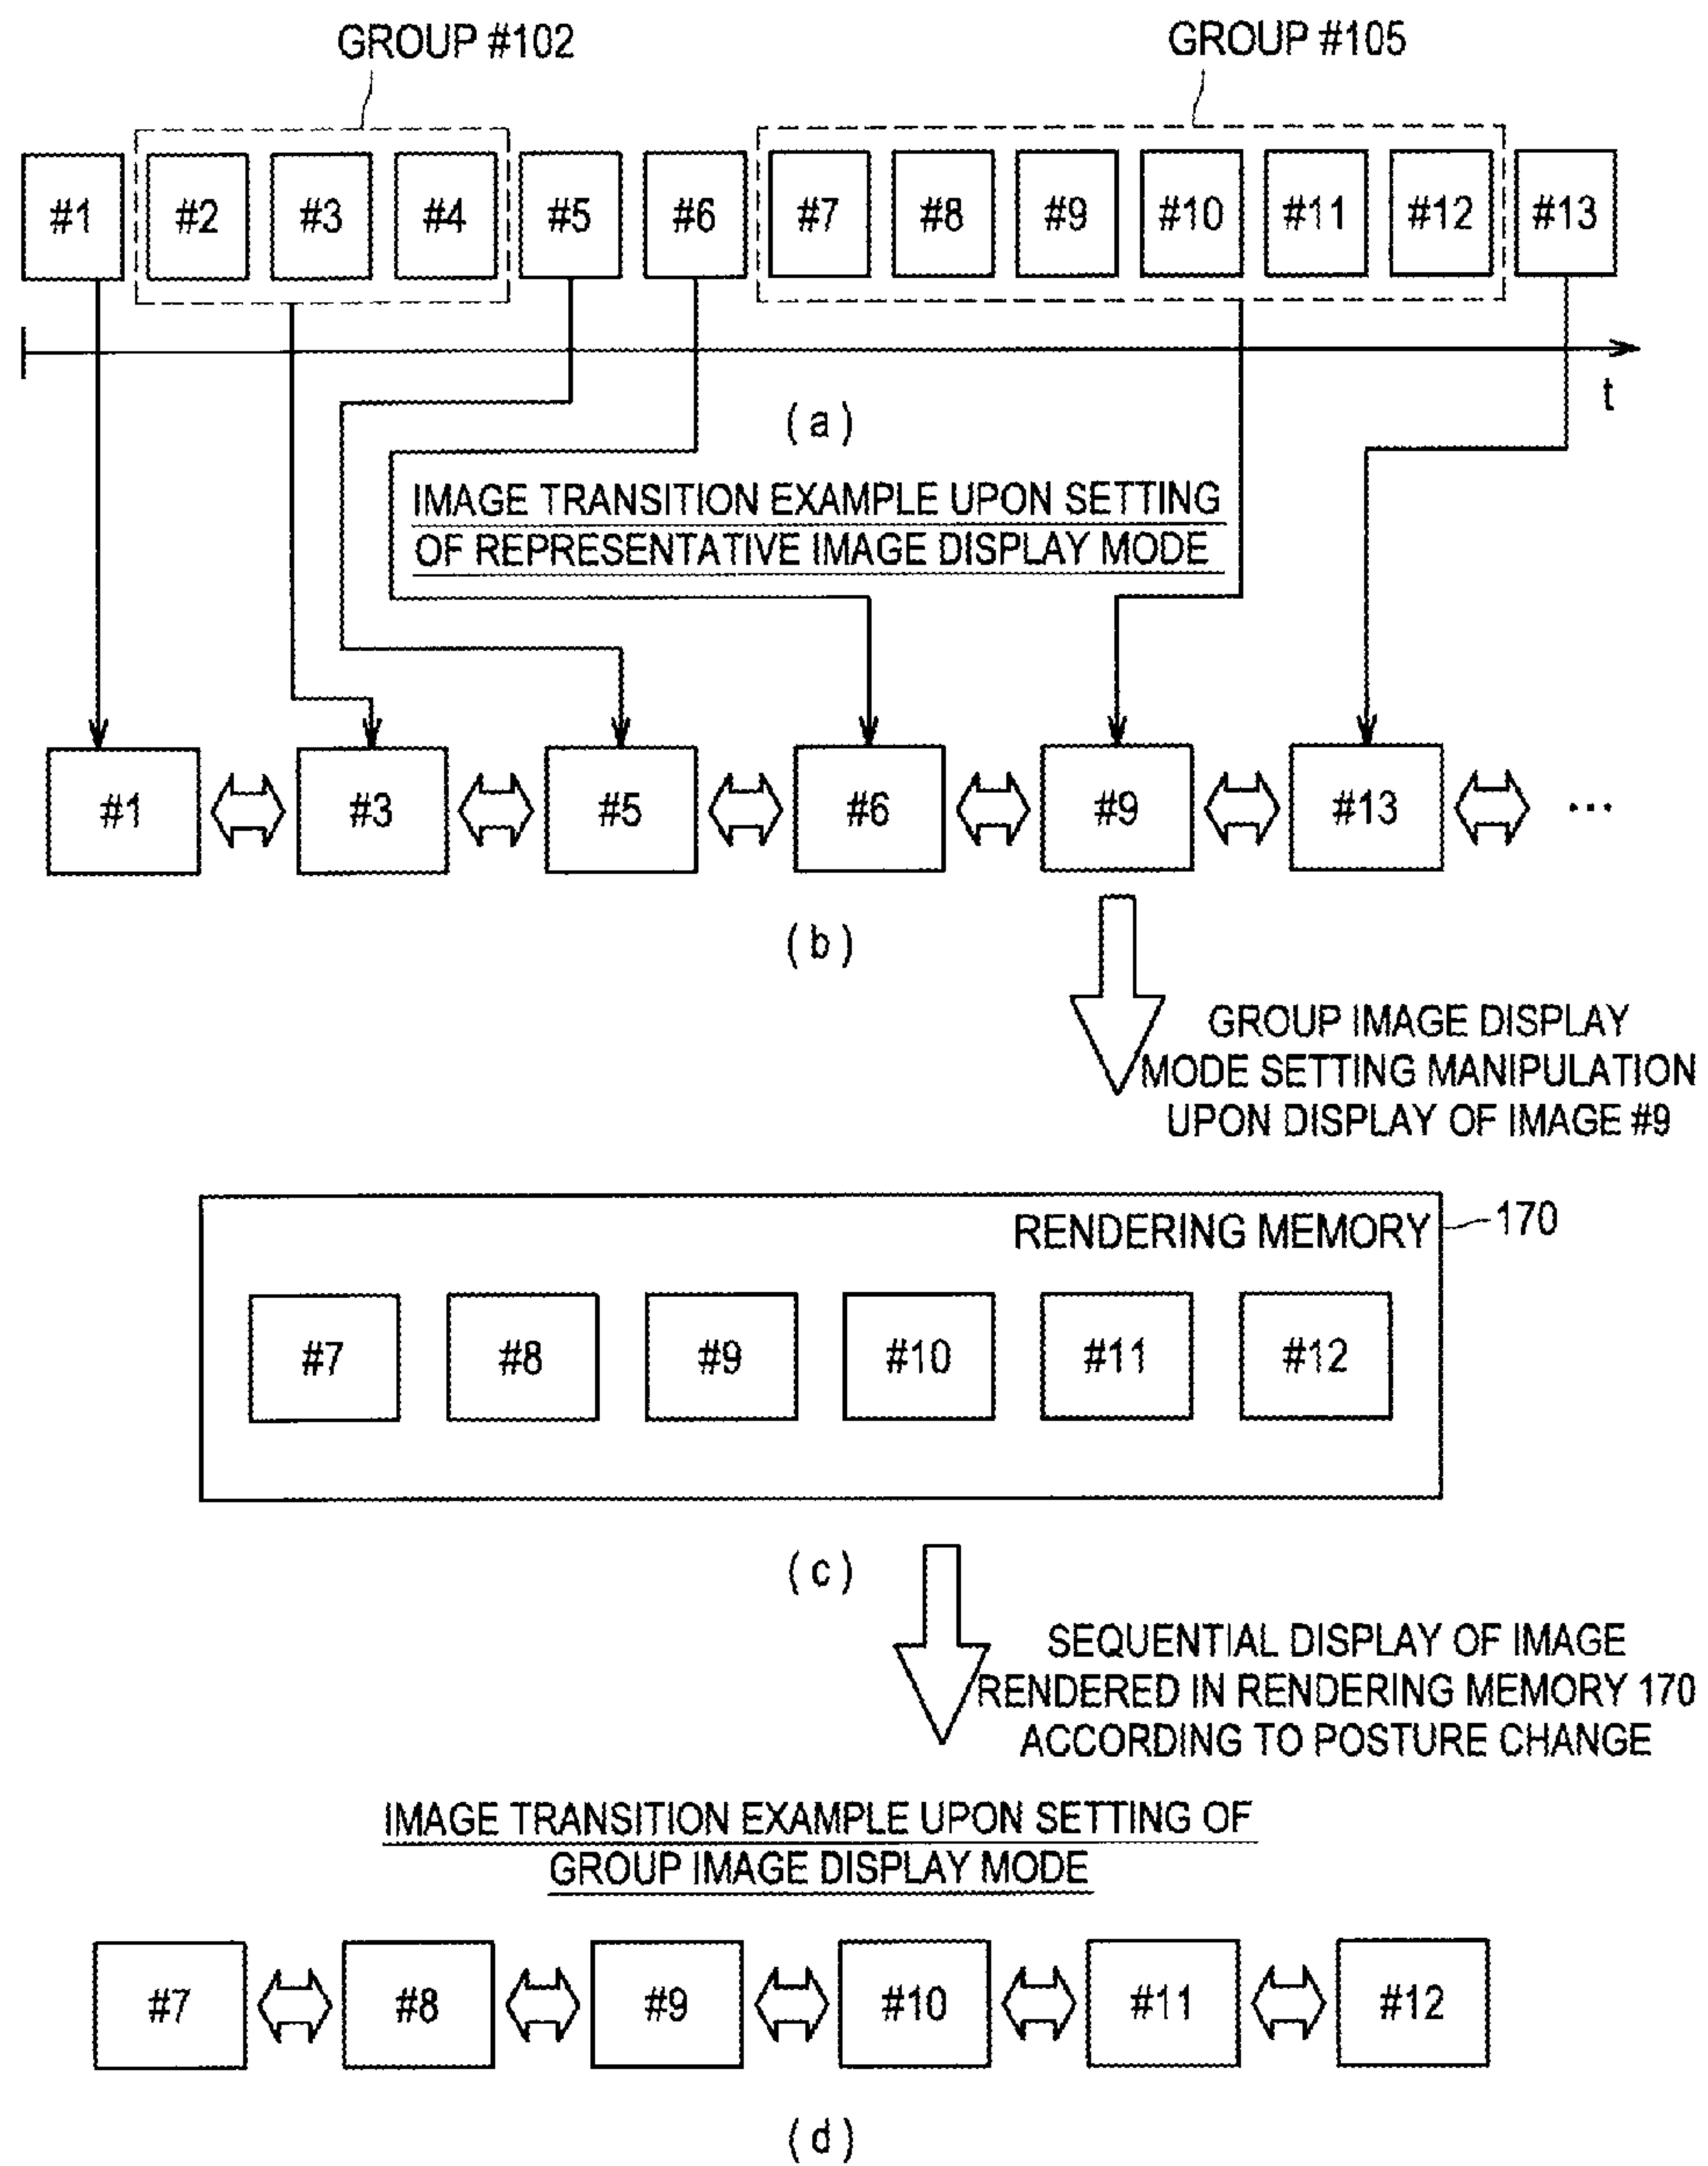 GROUP #102
GROUP #105
#1 #2 #3 #4 #5 #6 #7 #8 #9 #10 #11 #12 #13
t
(a)
IMAGE TRANSITION EXAMPLE UPON SETTING
OF REPRESENTATIVE IMAGE DISPLAY MODE
#1 #3 #5 #6 #9 #13 ...
(b)
GROUP IMAGE DISPLAY
MODE SETTING MANIPULATION
UPON DISPLAY OF IMAGE #9
RENDERING MEMORY
170
#7 #8 #9 #10 #11 #12
(c)
SEQUENTIAL DISPLAY OF IMAGE
RENDERED IN RENDERING MEMORY 170
ACCORDING TO POSTURE CHANGE
IMAGE TRANSITION EXAMPLE UPON SETTING OF
GROUP IMAGE DISPLAY MODE
#7 #8 #9 #10 #11 #12
(d)